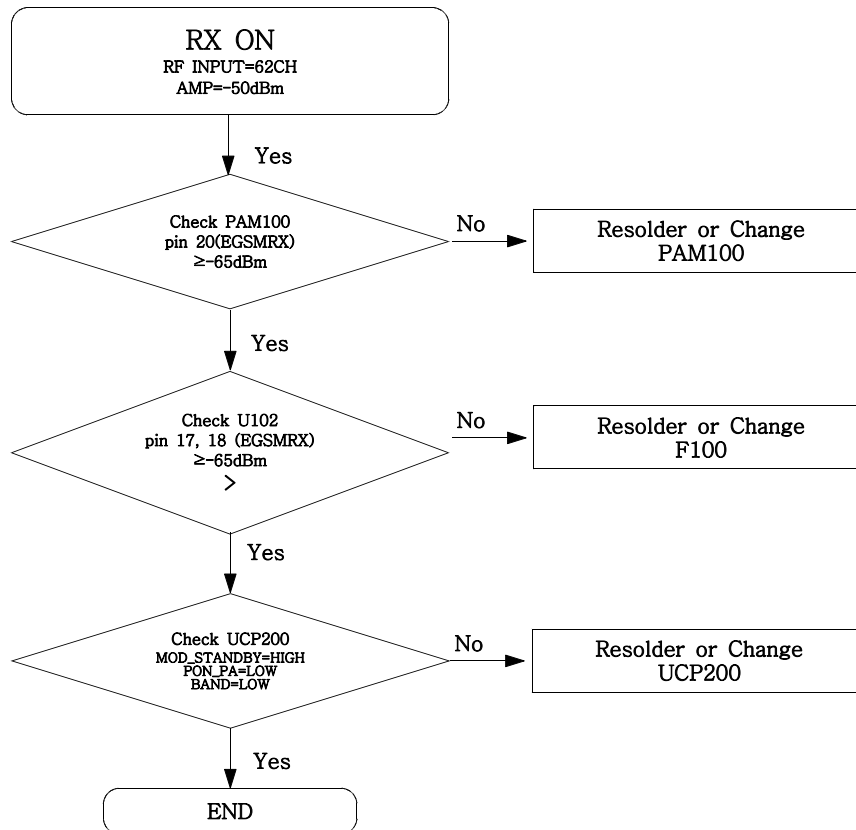 RX ON
RF INPUT=62CH
AMP=-50dBm
Yes
Check PAM100
pin 20(EGSMRX)
≥-65dBm
No
Resolder or Change
PAM100
Yes
Check U102
pin 17, 18 (EGSMRX)
≥-65dBm
>
No
Resolder or Change
F100
Yes
Check UCP200
MOD_STANDBY=HIGH
PON_PA=LOW
BAND=LOW
No
Resolder or Change
UCP200
Yes
END